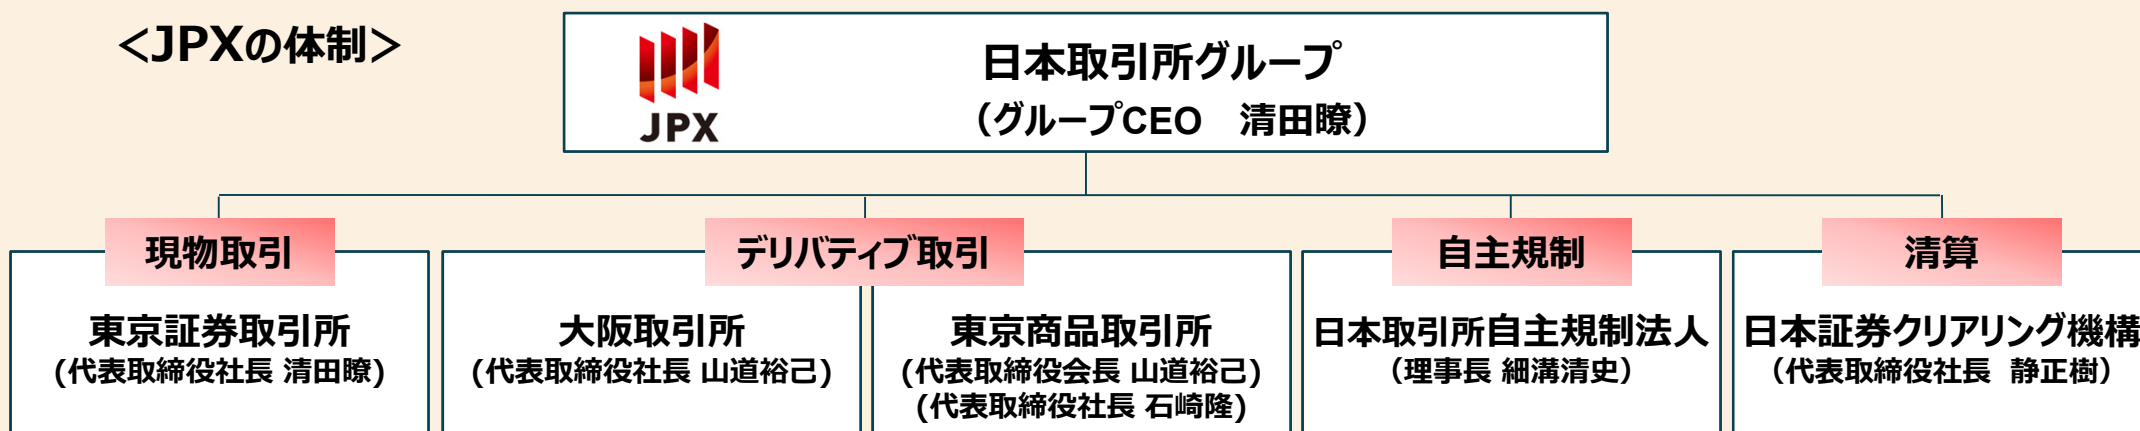 ＜JPXの体制＞
JPX
日本取引所グループ
（グループCEO　清田瞭）
現物取引
東京証券取引所
(代表取締役社長 清田瞭)
デリバティブ取引
大阪取引所
(代表取締役社長 山道裕己)
東京商品取引所
(代表取締役会長 山道裕己)
(代表取締役社長 石崎隆)
自主規制
日本取引所自主規制法人
（理事長 細溝清史）
清算
日本証券クリアリング機構
（代表取締役社長 静正樹）